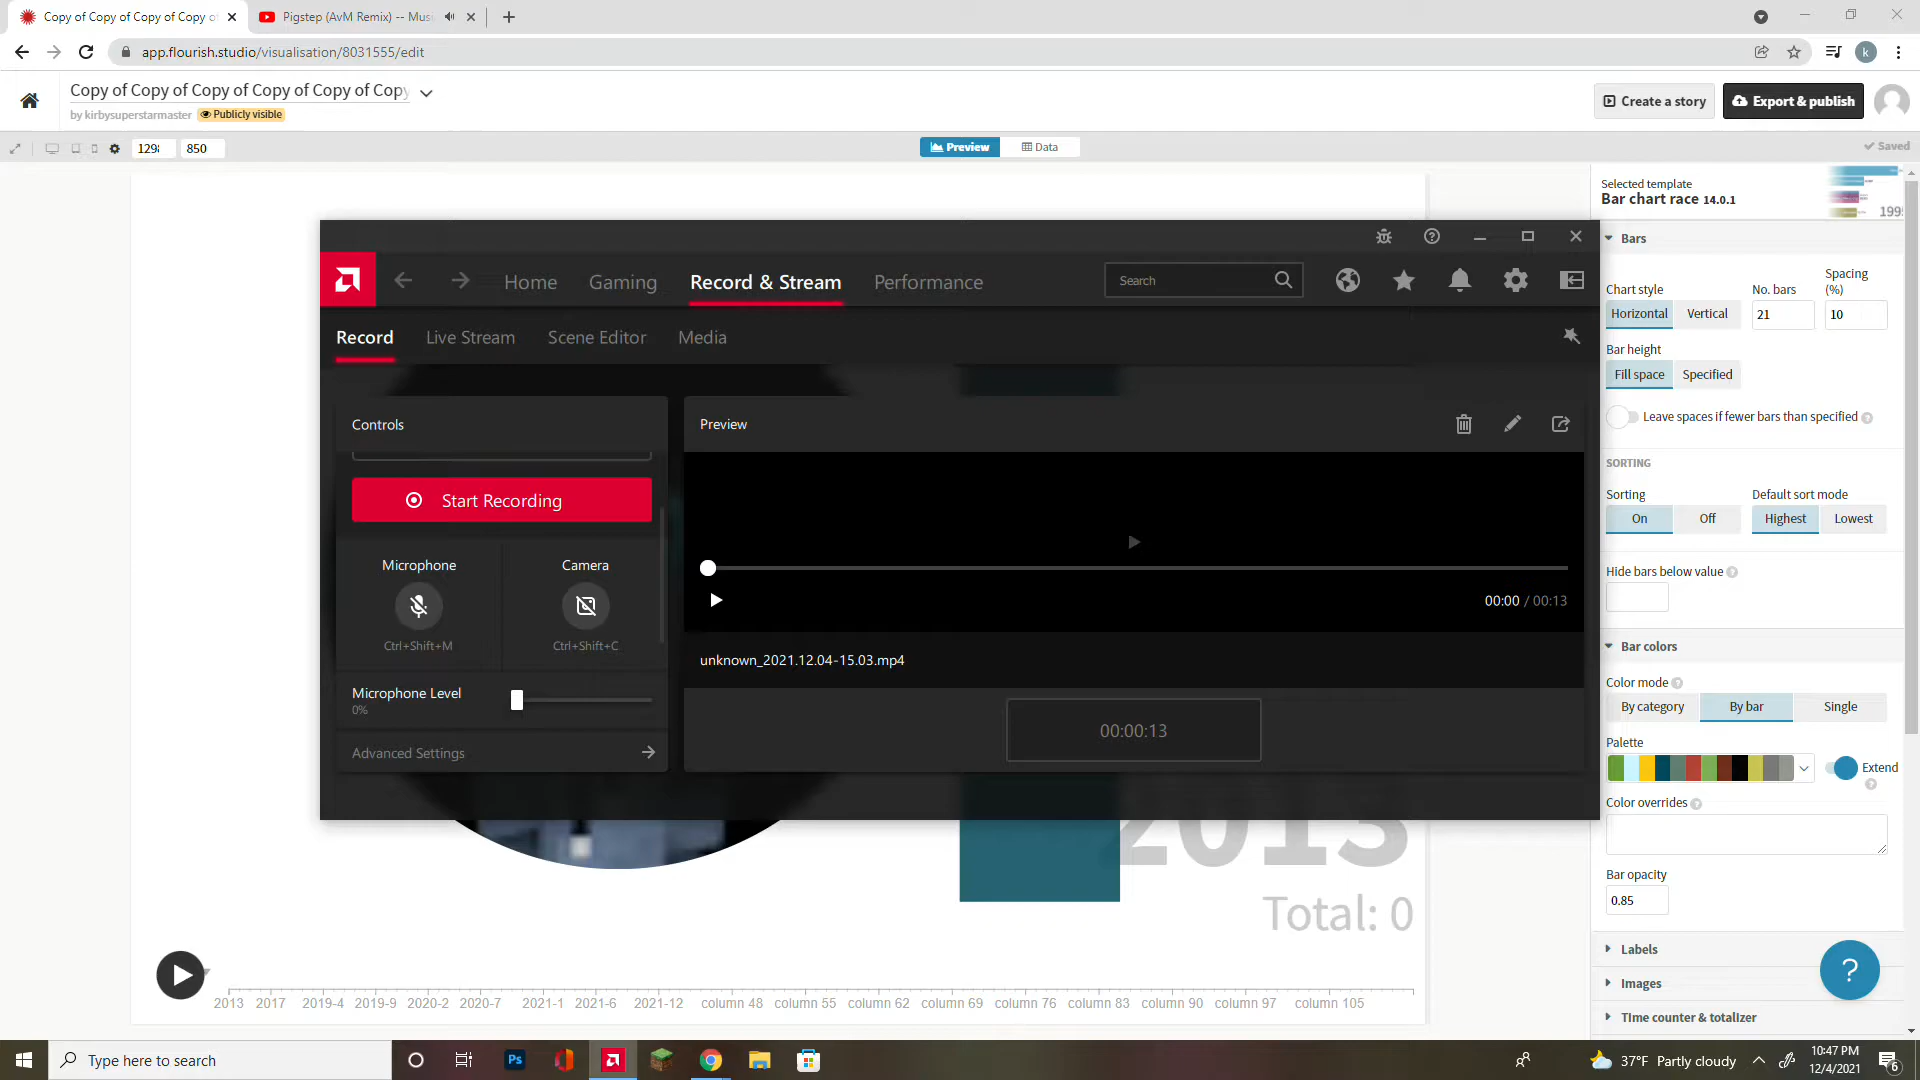 Copy of Copy of Copy of Copy of
Pigstep (AvM Remix) -- Mus
app.flourish.studio/visualisation/8031555/edit
k
Copy of Copy of Copy of Copy of Copy of Copy
by kirbysuperstarmaster
Publicly visible
Create a story
Export & publish
850
Preview
Data
Saved
Selected template
Bar chart race 14.0.1
Bars
Chart style
No. bars
Spacing (%)
Horizontal
Vertical
21
10
Bar height
Fill space
Specified
Leave spaces if fewer bars than specified
SORTING
Sorting
Default sort mode
On
Off
Highest
Lowest
Hide bars below value
Bar colors
Color mode
By category
By bar
Single
Palette
Extend
Color overrides
Bar opacity
0.85
Labels
Images
Time counter & totalizer
?
Home
Gaming
Record & Stream
Performance
Search
Record
Live Stream
Scene Editor
Media
Controls
Start Recording
Microphone
Camera
Ctrl+Shift+M
Ctrl+Shift+C
Microphone Level
0%
Advanced Settings
Preview
00:00 / 00:13
unknown_2021.12.04-15.03.mp4
00:00:13
2013
Total: 0
2013 2017 2019-4 2019-9 2020-2 2020-7 2021-1 2021-6 2021-12 column 48 column 55 column 62 column 69 column 76 column 83 column 90 column 97 column 105
Type here to search
Ps
37°F Partly cloudy
10:47 PM
12/4/2021
6